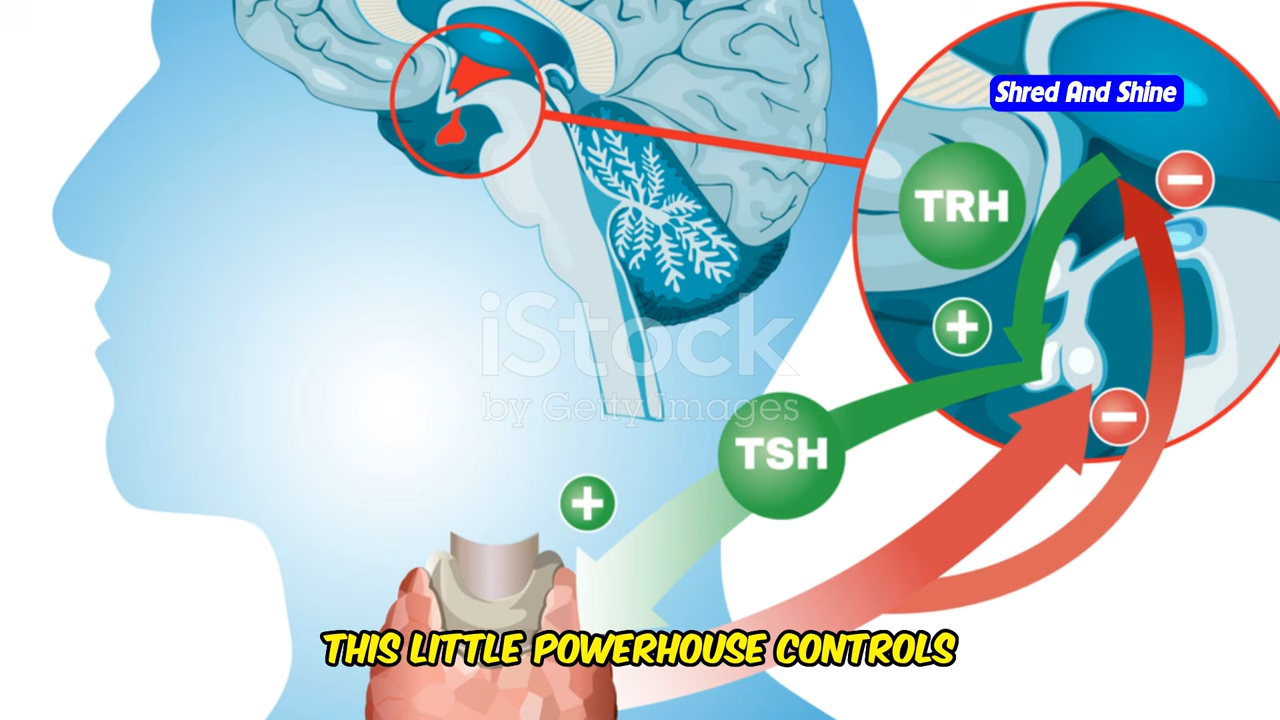 Shred And Shine
TRH
iStock
by Getty Images
TSH
THIS LITTLE POWERHOUSE CONTROLS